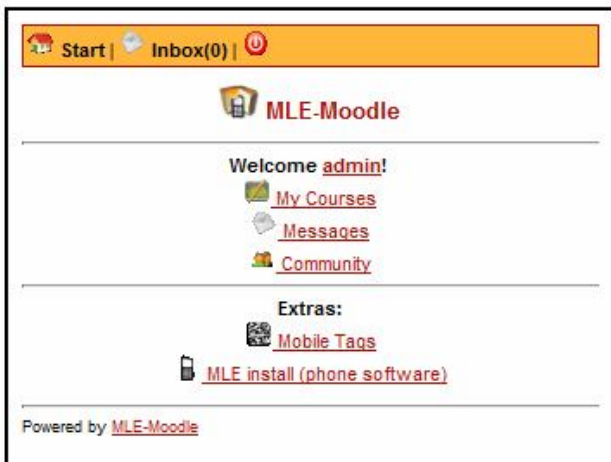 Start | Inbox(0) |
MLE-Moodle
Welcome admin!
My Courses
Messages
Community
Extras:
Mobile Tags
MLE install (phone software)
Powered by MLE-Moodle